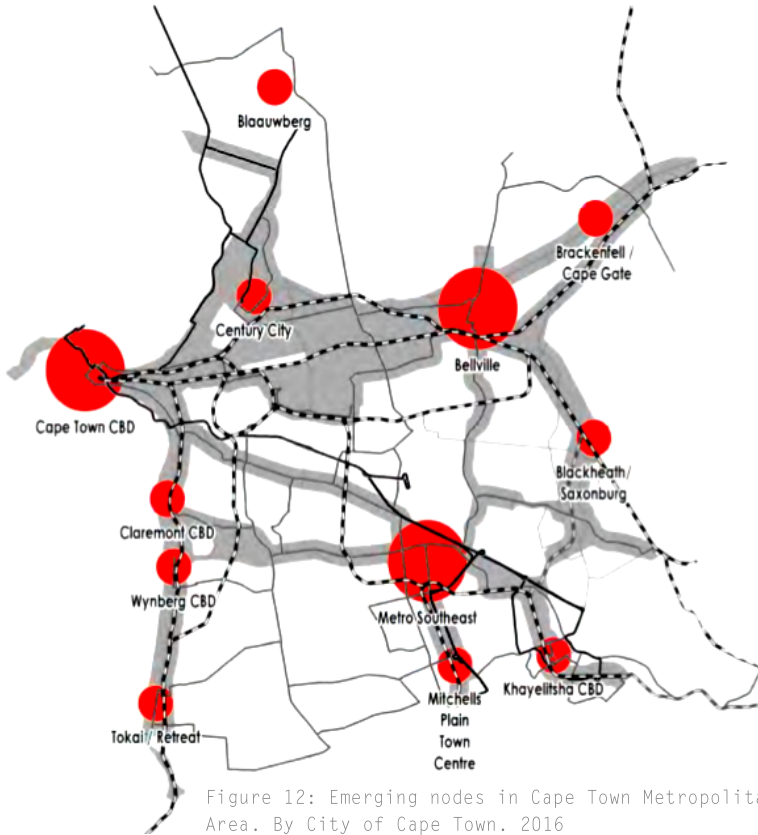 Blaauwberg
Brackenfell /
Cape Gate
Century City
Bellville
Cape Town CBD
Blackheath/
Saxonburg
Claremont CBD
Wynberg CBD
Metro Southeast
Khayelitsha CBD
Mitchells
Plain
Town
Centre
Tokai / Retreat
Figure 12: Emerging nodes in Cape Town Metropolita
Area. By City of Cape Town. 2016